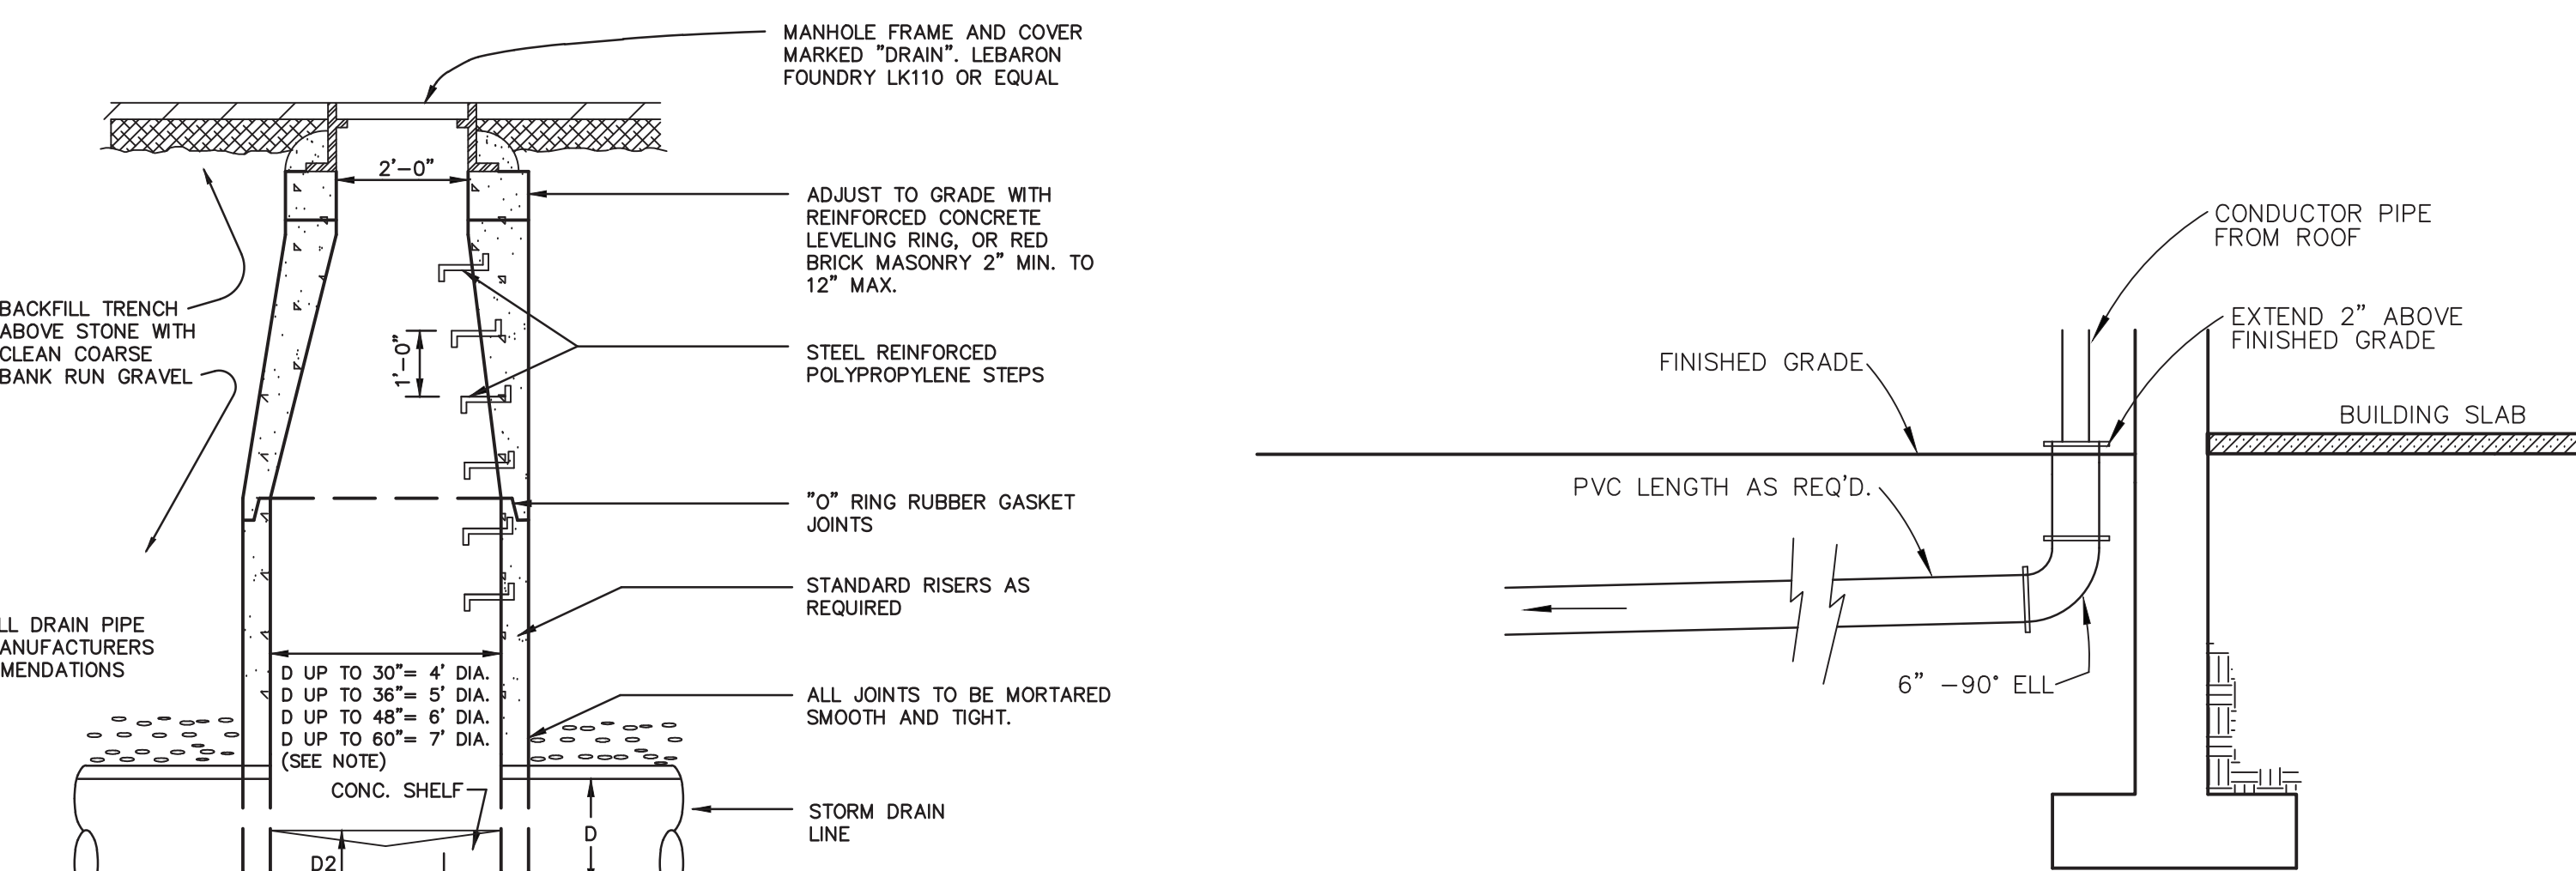 MANHOLE FRAME AND COVER
MARKED "DRAIN". LEBARON
FOUNDRY LK110 OR EQUAL
2'-0"
ADJUST TO GRADE WITH
REINFORCED CONCRETE
LEVELING RING, OR RED
BRICK MASONRY 2" MIN. TO
12" MAX.
BACKFILL TRENCH
ABOVE STONE WITH
CLEAN COARSE
BANK RUN GRAVEL
1'-0"
STEEL REINFORCED
POLYPROPYLENE STEPS
"O" RING RUBBER GASKET
JOINTS
STANDARD RISERS AS
REQUIRED
LL DRAIN PIPE
ANUFACTURERS
MENDATIONS
D UP TO 30"= 4' DIA.
D UP TO 36"= 5' DIA.
D UP TO 48"= 6' DIA.
D UP TO 60"= 7' DIA.
(SEE NOTE)
ALL JOINTS TO BE MORTARED
SMOOTH AND TIGHT.
CONC. SHELF
STORM DRAIN
LINE
D
D2
CONDUCTOR PIPE
FROM ROOF
EXTEND 2" ABOVE
FINISHED GRADE
FINISHED GRADE
BUILDING SLAB
PVC LENGTH AS REQ'D.
6" -90° ELL